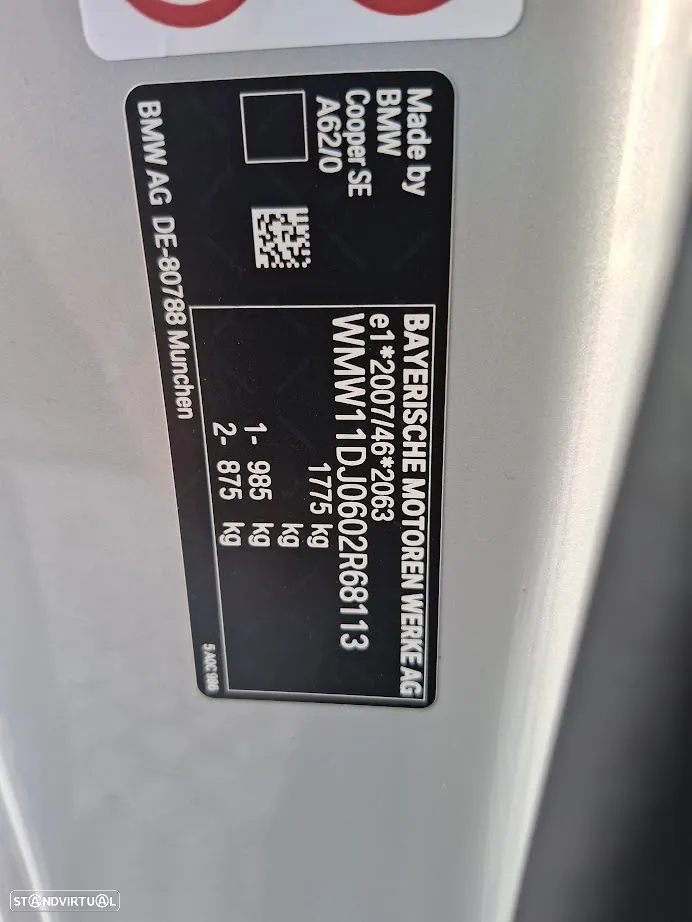 Made by
BMW
Cooper SE
A62/0
BMW AG DE-80788 Munchen
BAYERISCHE MOTOREN WERKE AG
e1*2007/46*2063
WMW11DJ0602R68113
1775 kg
kg
1- 985 kg
2- 875 kg
STANDVIRTUAL